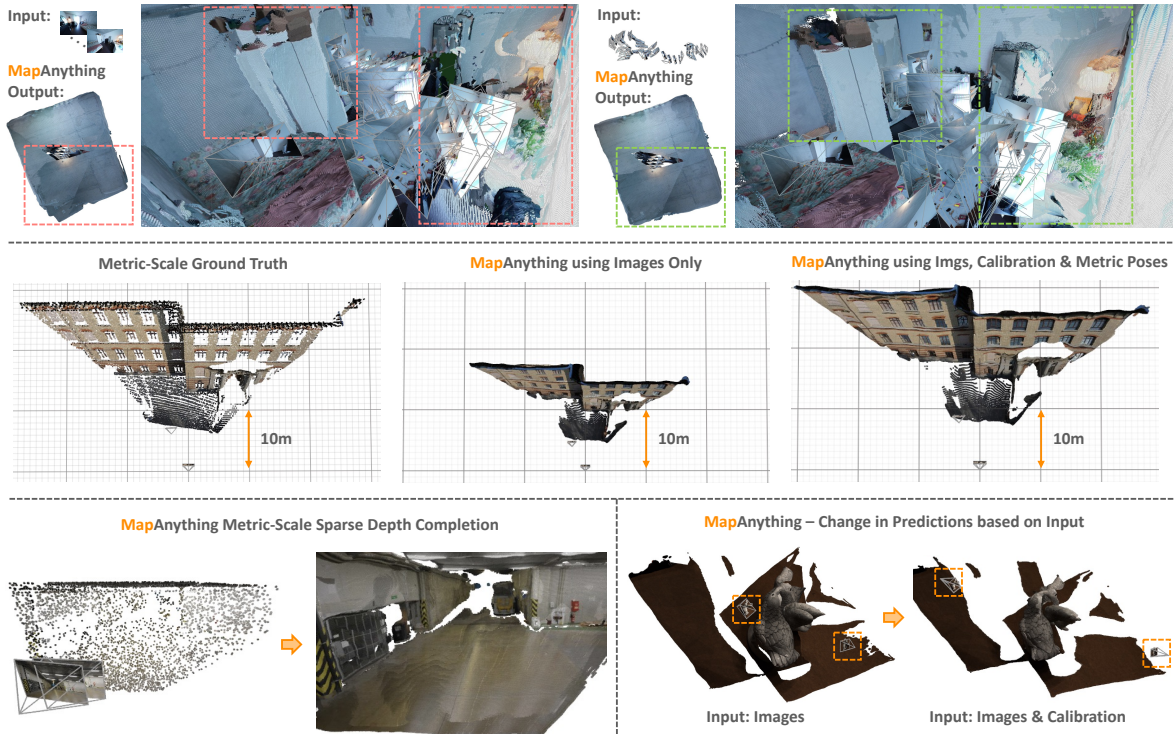 Input:
MapAnything
Output:
Input:
MapAnything
Output:
Metric-Scale Ground Truth
MapAnything using Images Only
MapAnything using Imgs, Calibration & Metric Poses
10m
10m
10m
MapAnything Metric-Scale Sparse Depth Completion
MapAnything – Change in Predictions based on Input
Input: Images
Input: Images & Calibration